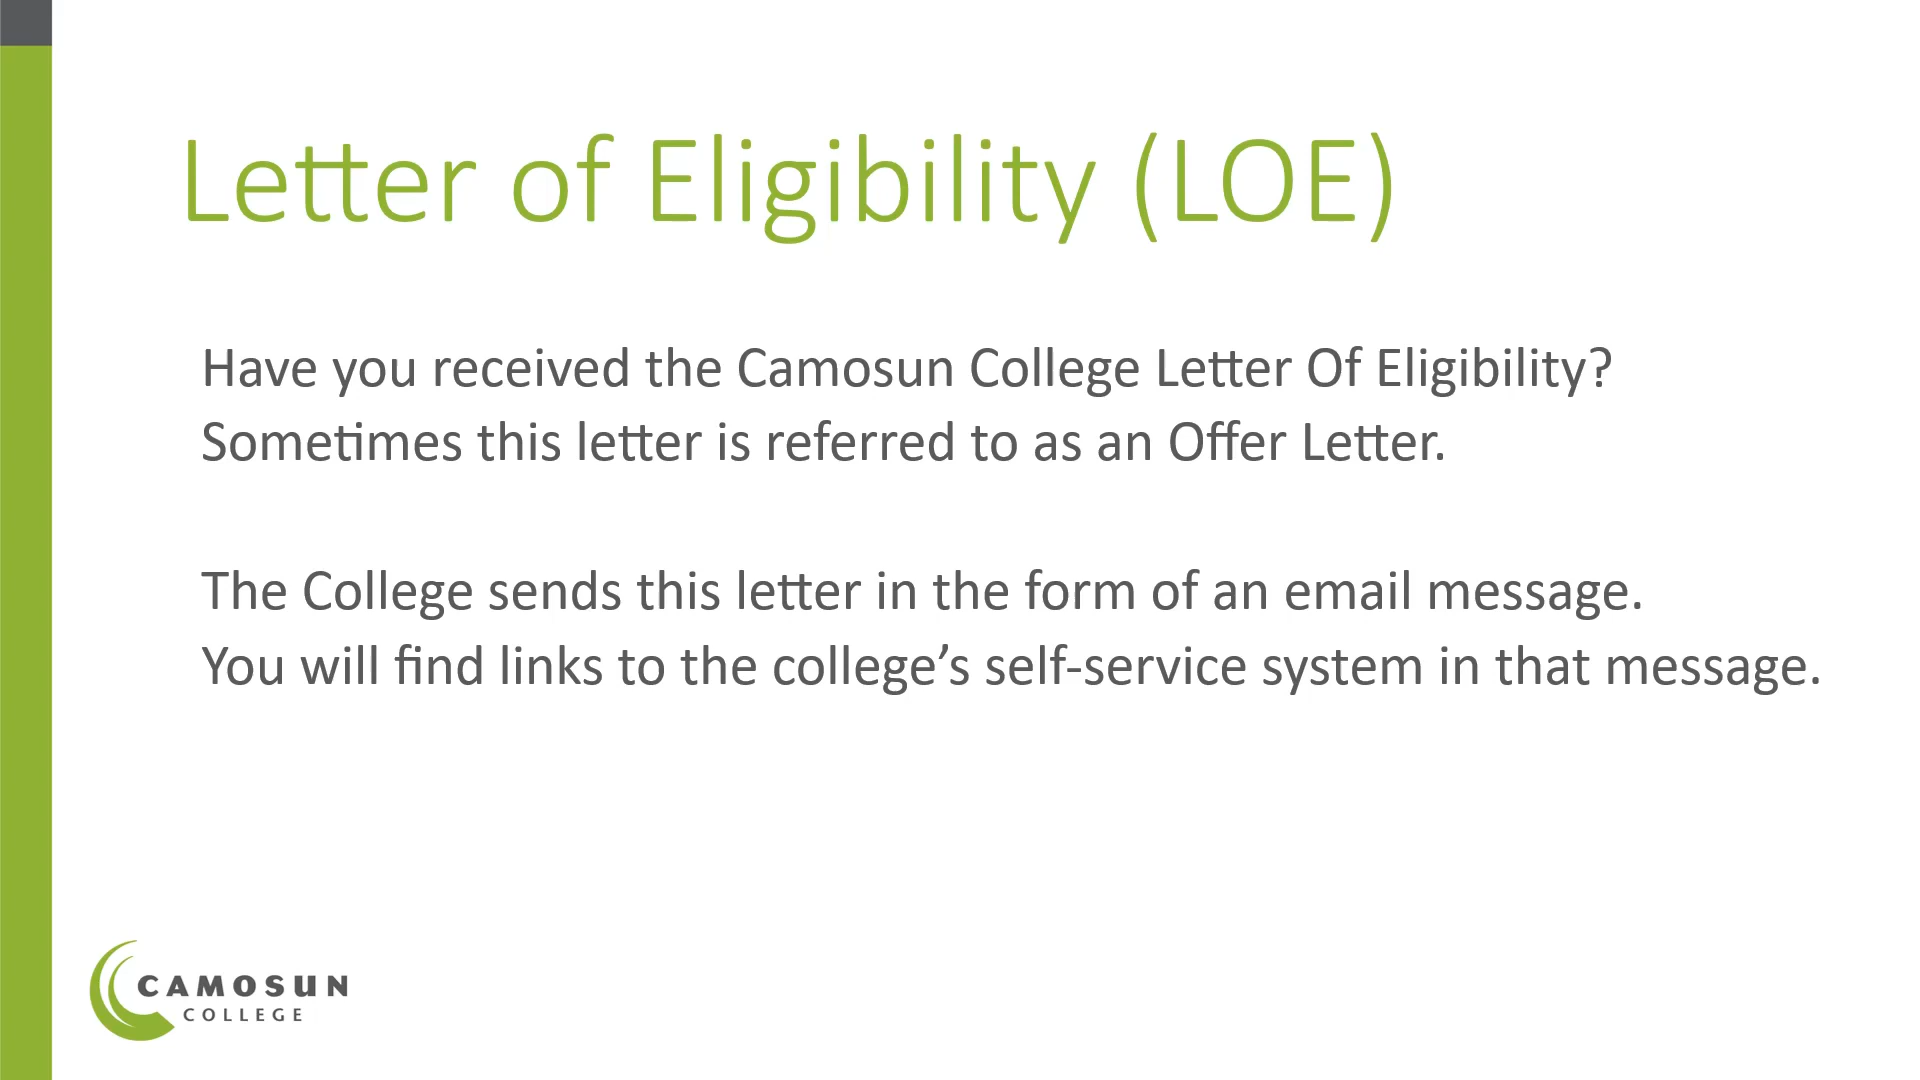 Letter of Eligibility (LOE)
Have you received the Camosun College Letter Of Eligibility?
Sometimes this letter is referred to as an Offer Letter.
The College sends this letter in the form of an email message.
You will find links to the college’s self-service system in that message.
CAMOSUN
COLLEGE